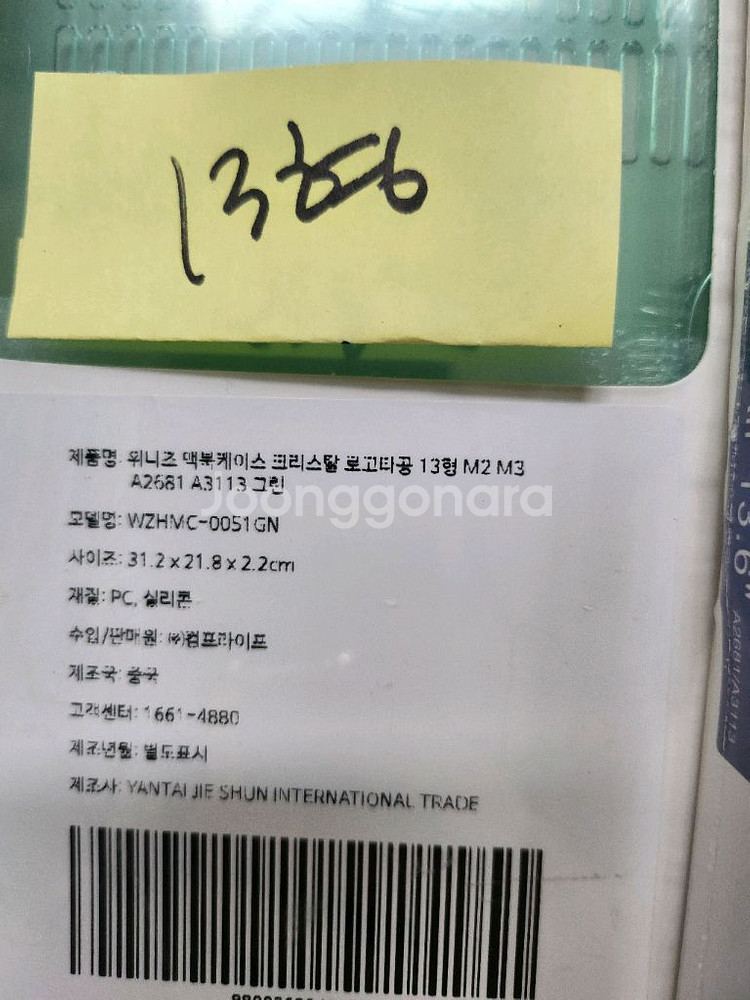 제품명: 위니즈 맥북케이스 크리스탈 로고타공 13형 M2 M3
A2681 A3113 그린
Joonggonara
모델명: WZHMC-0051GN
사이즈: 31.2 x 21.8 x 2.2cm
재질: PC, 실리콘
수입/판매원: ㈜컴프라이프
제조국: 중국
고객센터: 1661-4880
제조년월: 별도표시
제조사: YANTAI JIE SHUN INTERNATIONAL TRADE
13.6"
A2681/A3113